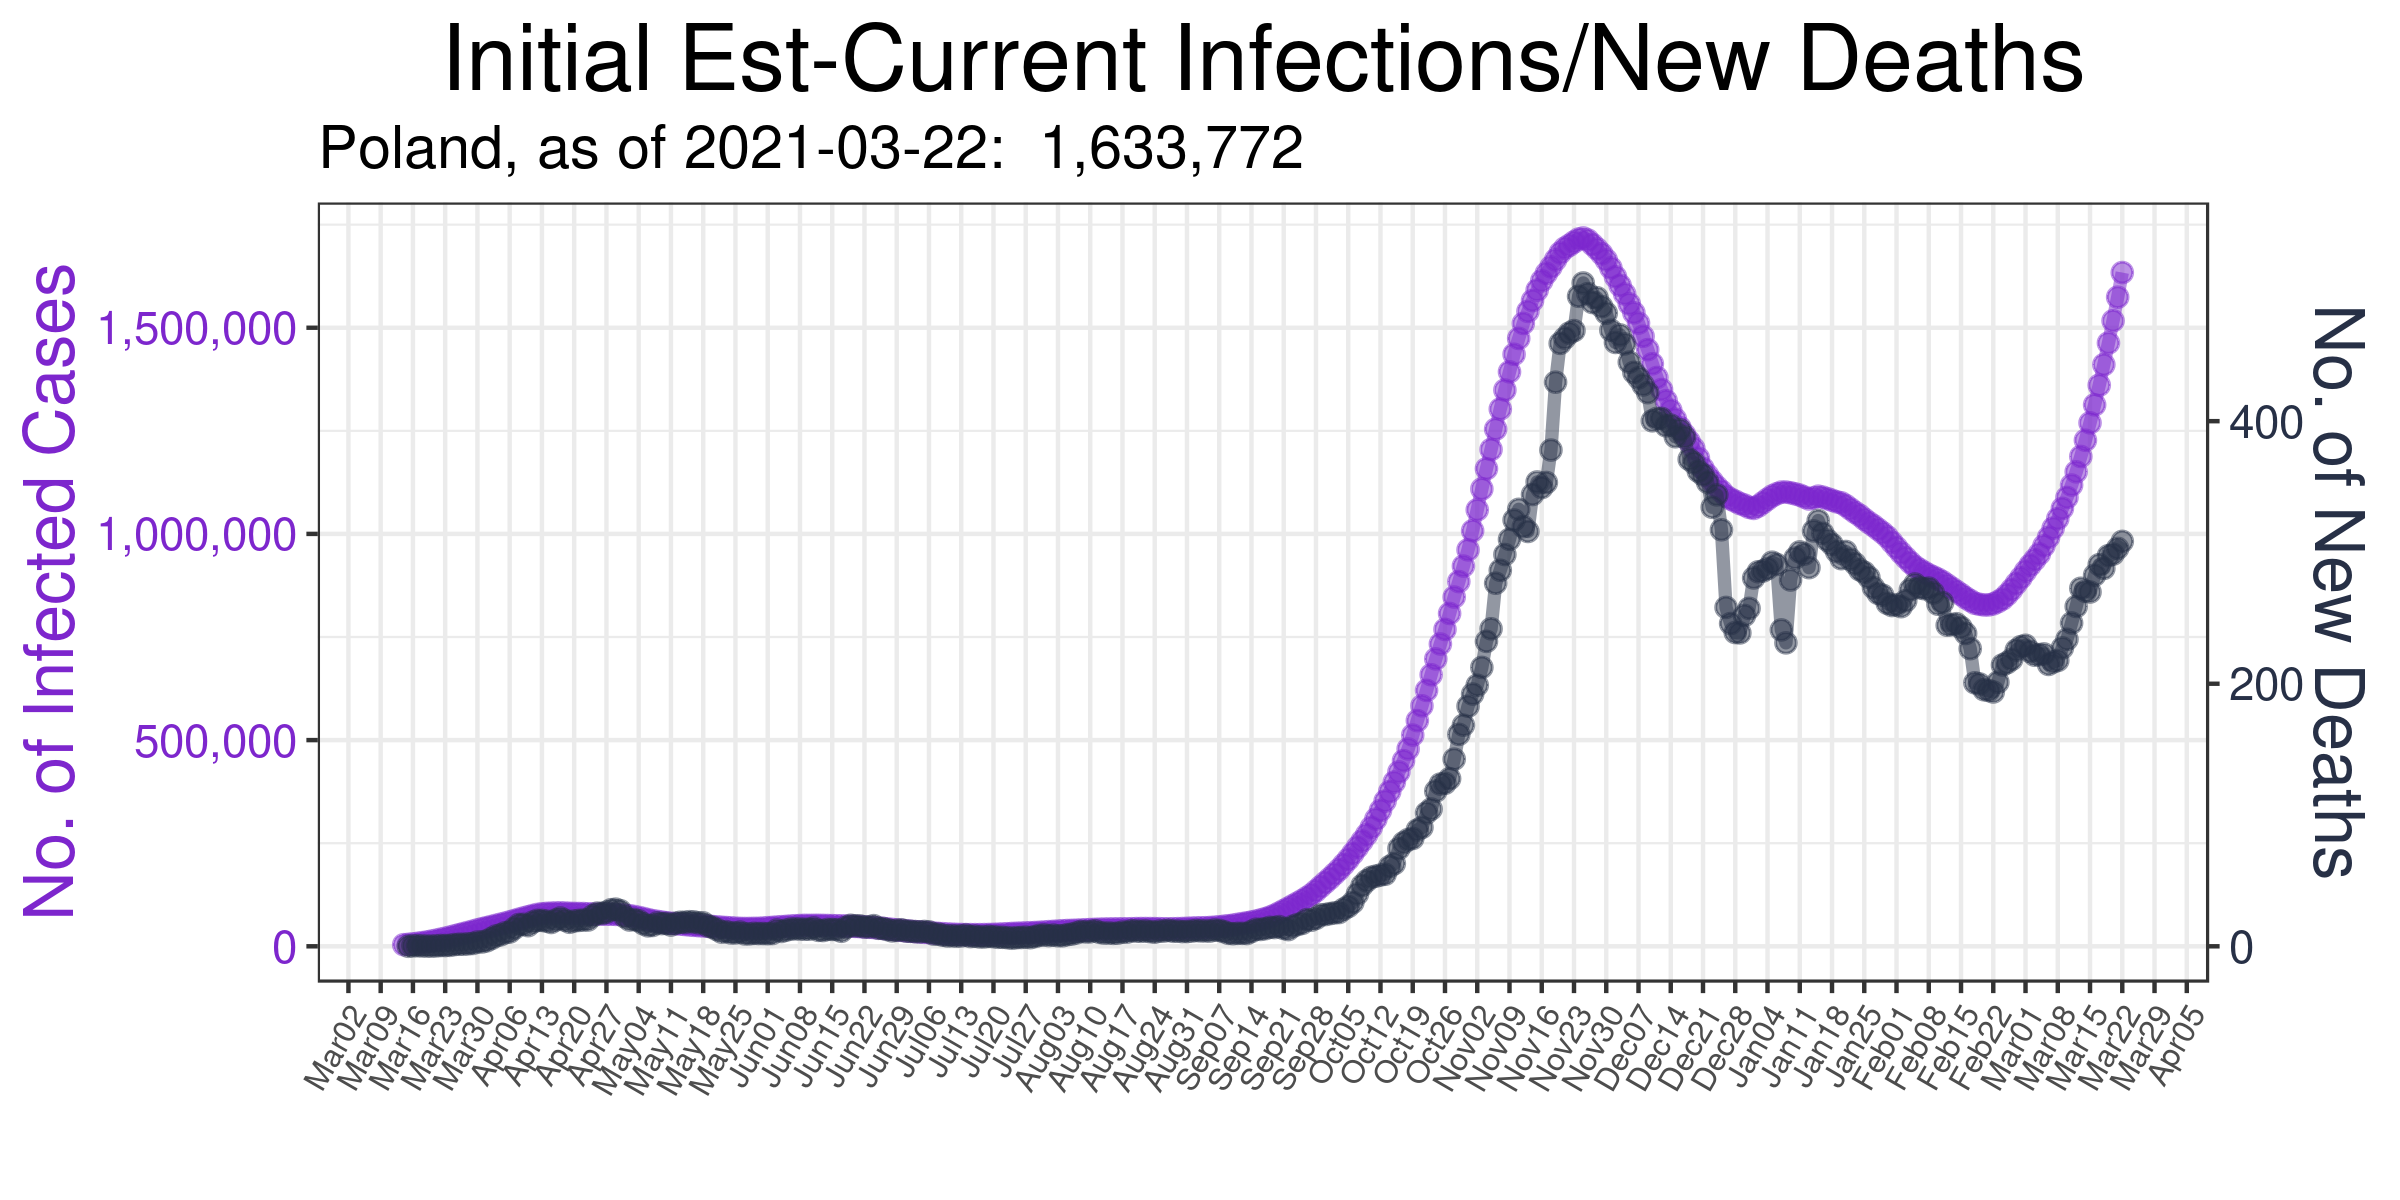 Initial Est-Current Infections/New Deaths
Poland, as of 2021-03-22:  1,633,772
No. of Infected Cases
1,500,000
1,000,000
500,000
0
400
200
0
No. of New Deaths
Mar02
Mar09
Mar16
Mar23
Mar30
Apr06
Apr13
Apr20
Apr27
May04
May11
May18
May25
Jun01
Jun08
Jun15
Jun22
Jun29
Jul06
Jul13
Jul20
Jul27
Aug03
Aug10
Aug17
Aug24
Aug31
Sep07
Sep14
Sep21
Sep28
Oct05
Oct12
Oct19
Oct26
Nov02
Nov09
Nov16
Nov23
Nov30
Dec07
Dec14
Dec21
Dec28
Jan04
Jan11
Jan18
Jan25
Feb01
Feb08
Feb15
Feb22
Mar01
Mar08
Mar15
Mar22
Mar29
Apr05